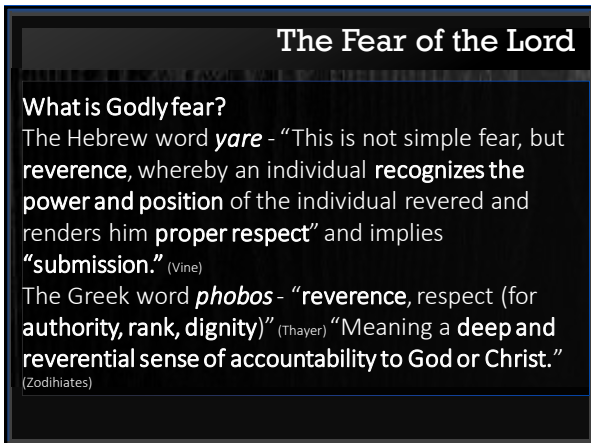 The Fear of the Lord
What is Godly fear?
The Hebrew word yare - “This is not simple fear, but
reverence, whereby an individual recognizes the
power and position of the individual revered and
renders him proper respect” and implies
“submission.” (Vine)
The Greek word phobos - “reverence, respect (for
authority, rank, dignity)” (Thayer) “Meaning a deep and
reverential sense of accountability to God or Christ.”
(Zodihiates)